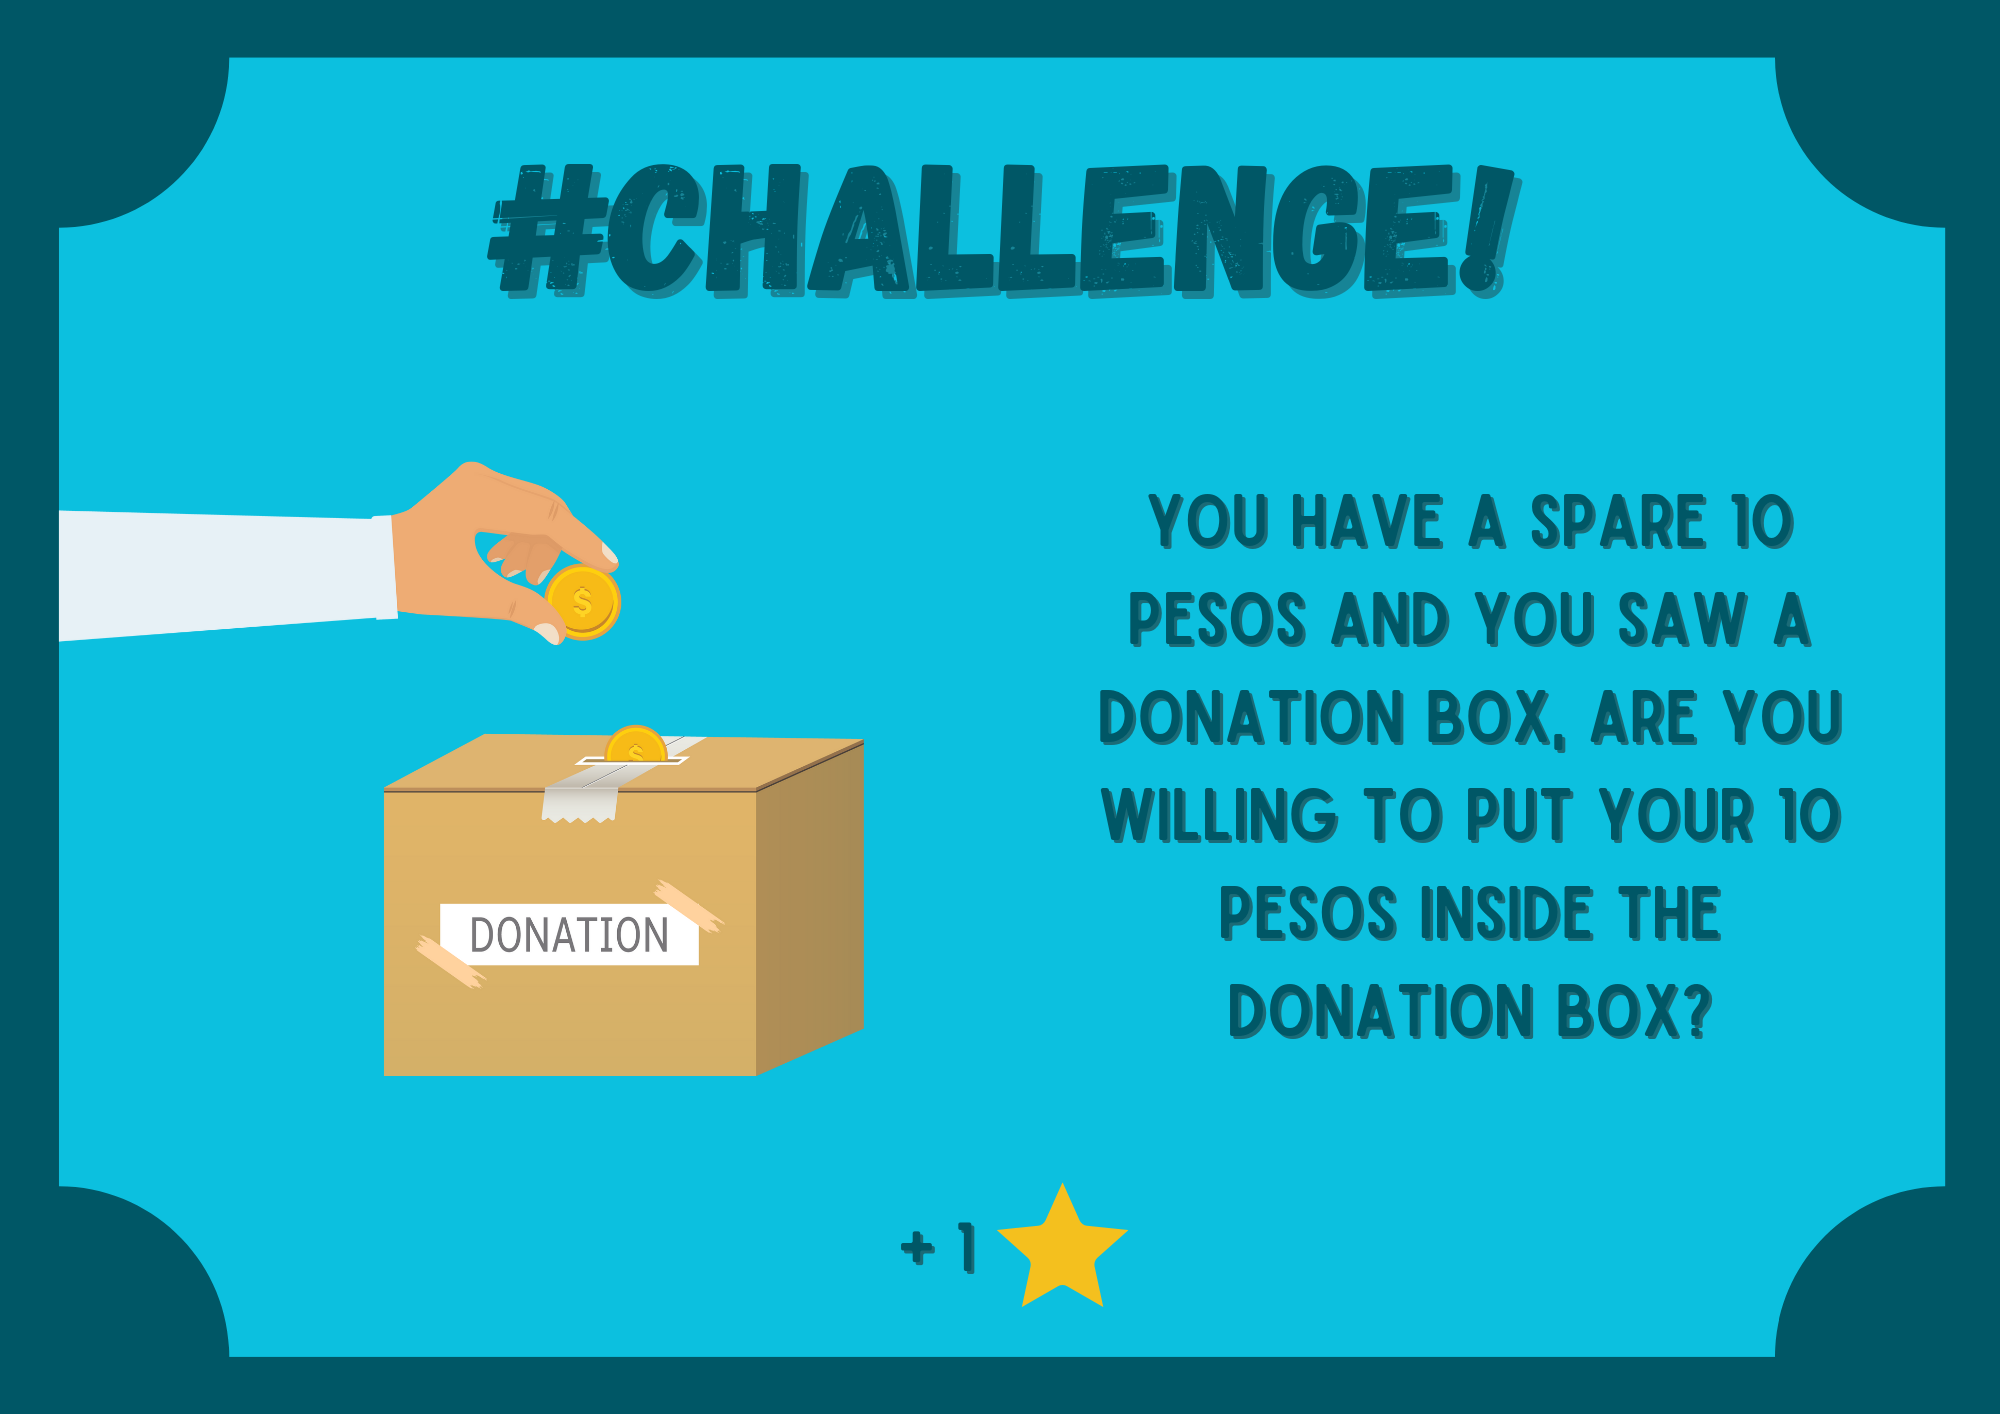 #CHALLENGE!
YOU HAVE A SPARE 10
PESOS AND YOU SAW A
DONATION BOX, ARE YOU
WILLING TO PUT YOUR 10
PESOS INSIDE THE
DONATION BOX?
$
$
DONATION
+ 1